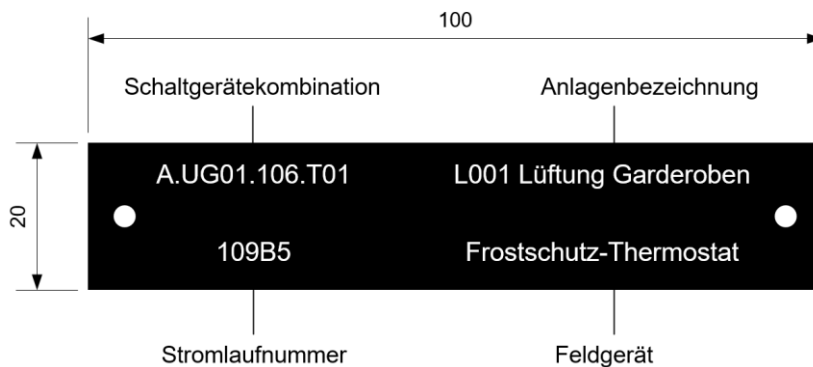 100
Schaltgerätekombination Anlagenbezeichnung
A.UG01.106.T01 L001 Lüftung Garderoben
20
109B5 Frostschutz-Thermostat
Stromlaufnummer Feldgerät